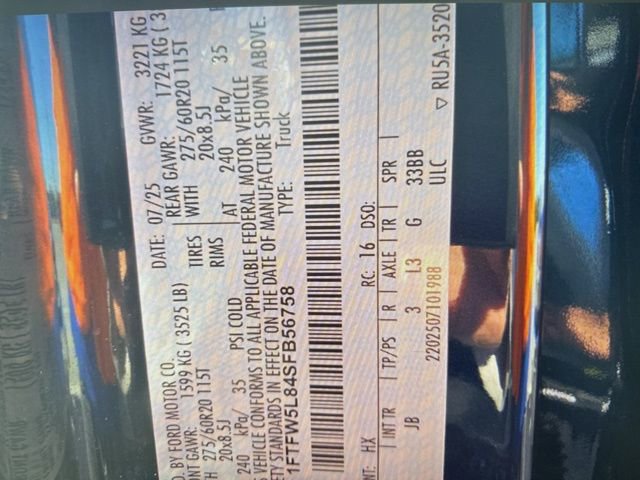 D. BY FORD MOTOR CO.
DATE: 07/25 GVWR: 3221 KG
NT GAWR: 1599 KG ( 3525 LB) REAR GAWR: 1724 KG ( 3
H 275/60R20 115T TIRES WITH 275/60R20 115T
20x8.5J RIMS 20x8.5J
240 kPa/ 35 PSI COLD AT 240 kPa/ 35
VEHICLE CONFORMS TO ALL APPLICABLE FEDERAL MOTOR VEHICLE
ETY STANDARDS IN EFFECT ON THE DATE OF MANUFACTURE SHOWN ABOVE.
1FTFW5L84SFB56758 TYPE: Truck
NT: HX RC: 16 DSO:
INT TR TP/PS R AXLE TR SPR
JB 3 L3 G 33BB
ULC
2202507101988 ▽ RU5A-3520